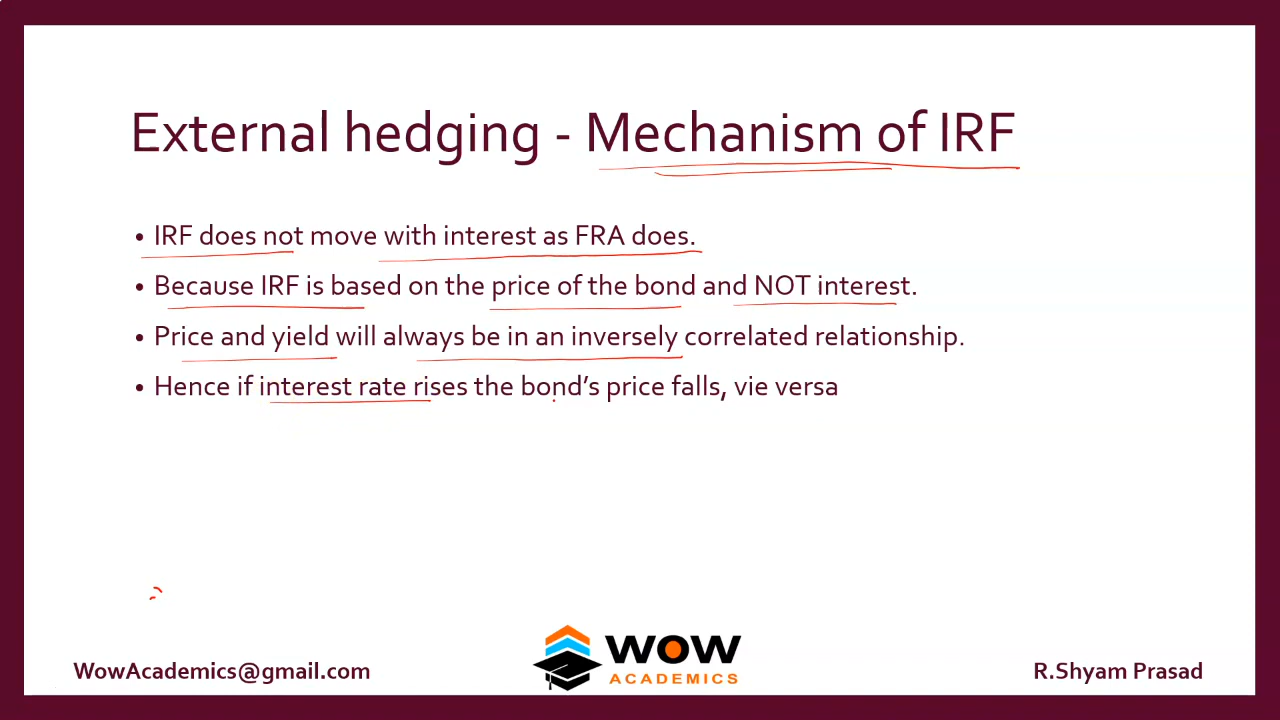 External hedging - Mechanism of IRF
• IRF does not move with interest as FRA does.
• Because IRF is based on the price of the bond and NOT interest.
• Price and yield will always be in an inversely correlated relationship.
• Hence if interest rate rises the bond's price falls, vie versa
WowAcademics@gmail.com
WOW
ACADEMICS
R.Shyam Prasad